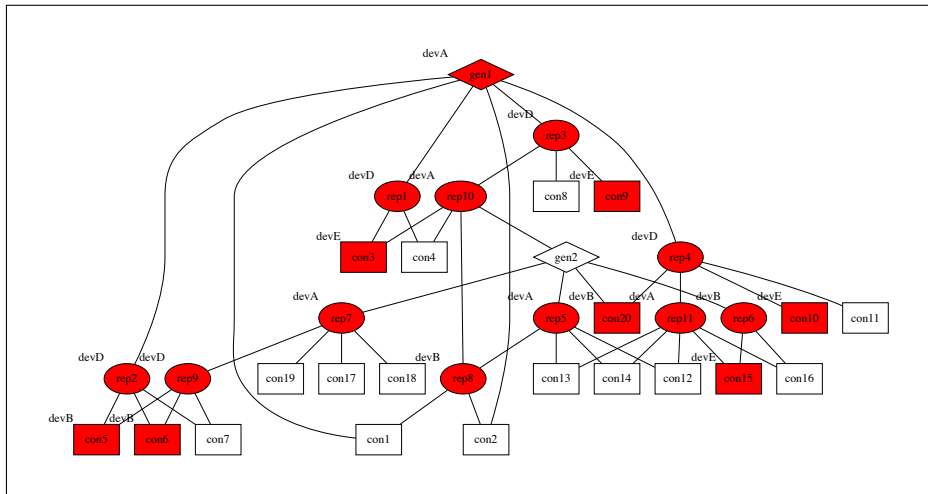 devA
gen1
devD
rep3
devD
devA
devE
rep1
rep10
con8
con9
devE
devD
con3
con4
gen2
rep4
devA
devA
devB
devA
devB
devE
rep7
rep5
con20
rep11
rep6
con10
con11
devD
devD
devB
devE
rep2
rep9
con19
con17
con18
rep8
con13
con14
con12
con15
con16
devB
devB
con5
con6
con7
con1
con2